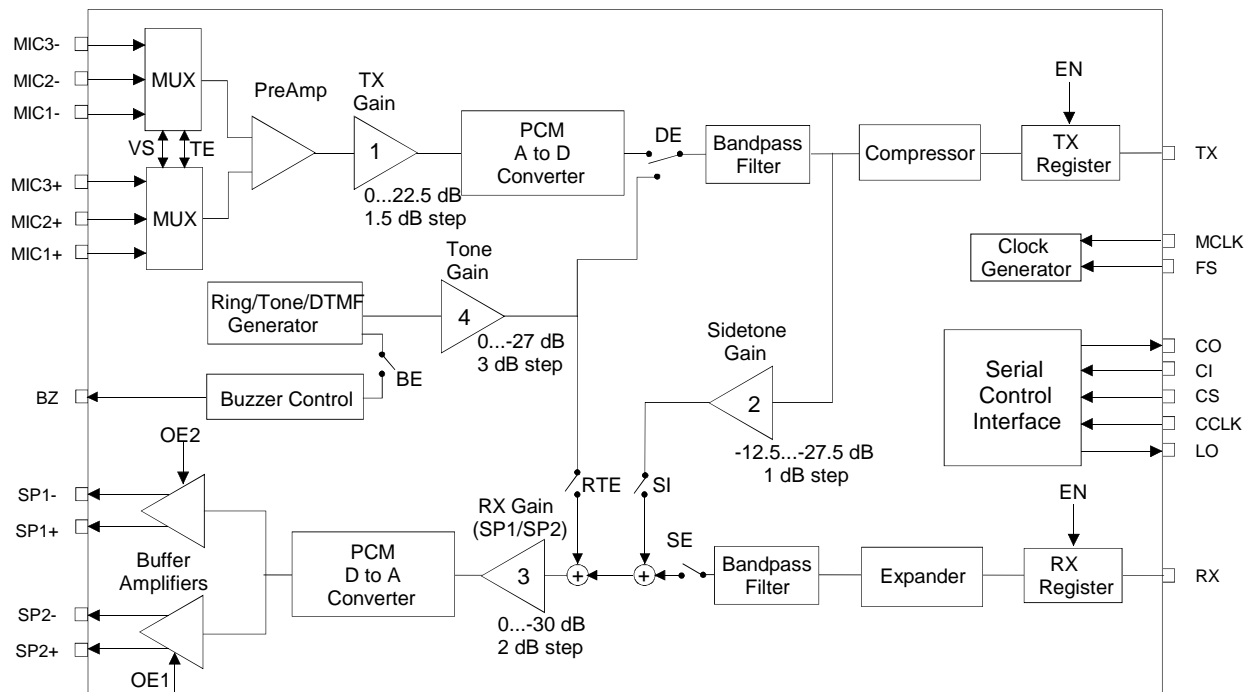 MIC3-
MIC2-
MIC1-
MUX
VS
TE
MIC3+
MIC2+
MIC1+
MUX
PreAmp
TX
Gain
1
0...22.5 dB
1.5 dB step
PCM
A to D
Converter
DE
Bandpass
Filter
Compressor
EN
TX
Register
TX
Clock
Generator
MCLK
FS
Ring/Tone/DTMF
Generator
Tone
Gain
4
0...-27 dB
3 dB step
BE
Buzzer Control
BZ
Sidetone
Gain
2
-12.5...-27.5 dB
1 dB step
Serial
Control
Interface
CO
CI
CS
CCLK
LO
OE2
SP1-
SP1+
Buffer
Amplifiers
SP2-
SP2+
OE1
PCM
D to A
Converter
RX Gain
(SP1/SP2)
3
0...-30 dB
2 dB step
RTE
+
SI
+
SE
Bandpass
Filter
Expander
EN
RX
Register
RX